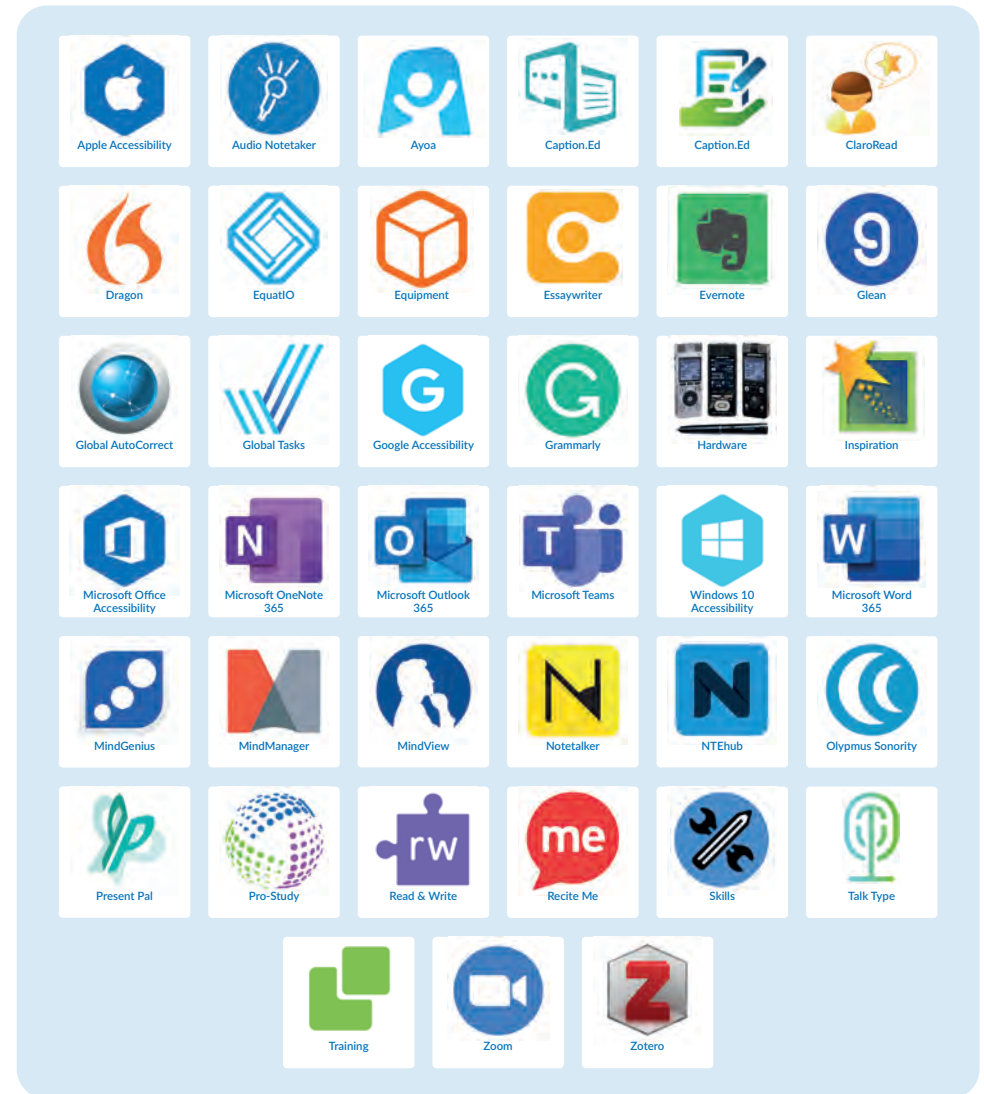 Apple Accessibility
Audio Notetaker
Ayoa
Caption.Ed
Caption.Ed
ClaroRead
Dragon
EquatIO
Equipment
Essaywriter
Evernote
Glean
Global AutoCorrect
Global Tasks
G
Google Accessibility
Grammarly
Hardware
Inspiration
Microsoft Office
Accessibility
N
Microsoft OneNote
365
O
Microsoft Outlook
365
T
Microsoft Teams
Windows 10
Accessibility
W
Microsoft Word
365
MindGenius
MindManager
MindView
N
Notetalker
N
NTEhub
Olypmus Sonority
Present Pal
Pro-Study
rw
Read & Write
me
Recite Me
Skills
Talk Type
Training
Zoom
Z
Zotero